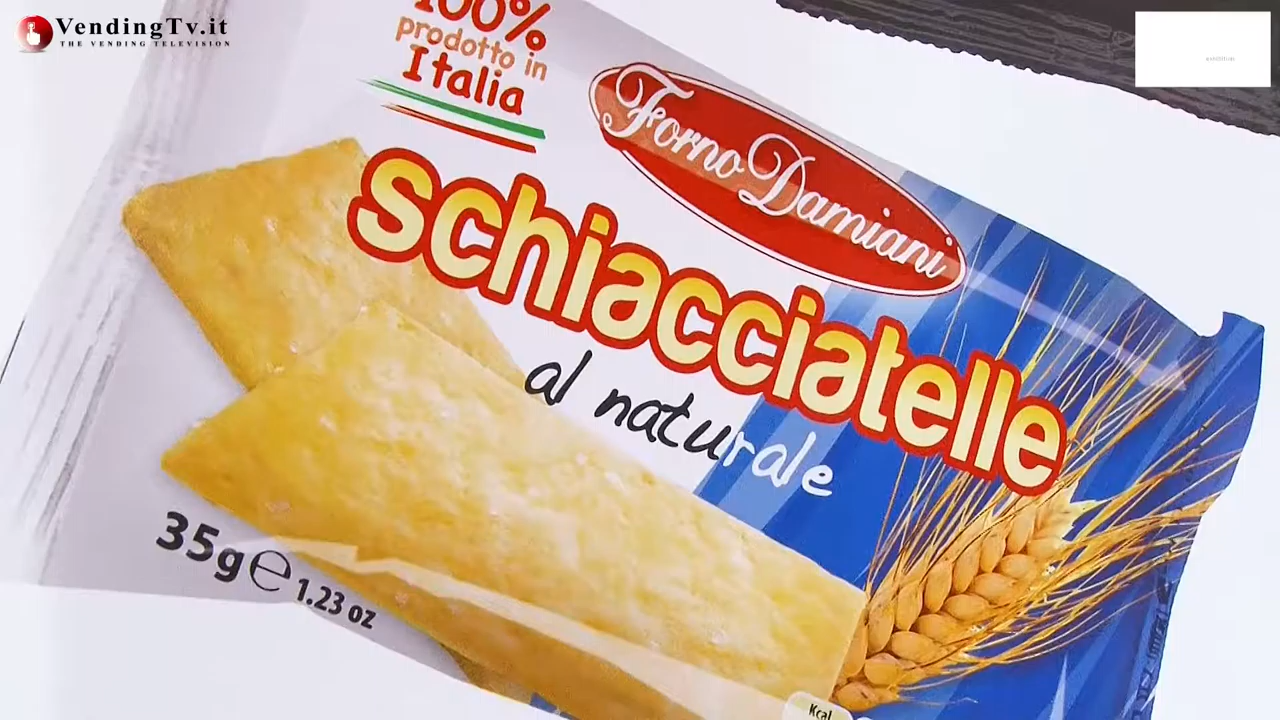 VendingTv.it
THE VENDING TELEVISION
100%
prodotto in
Italia
Forno Damiani
schiacciatelle
al naturale
35g ℮ 1.23 oz
Kcal